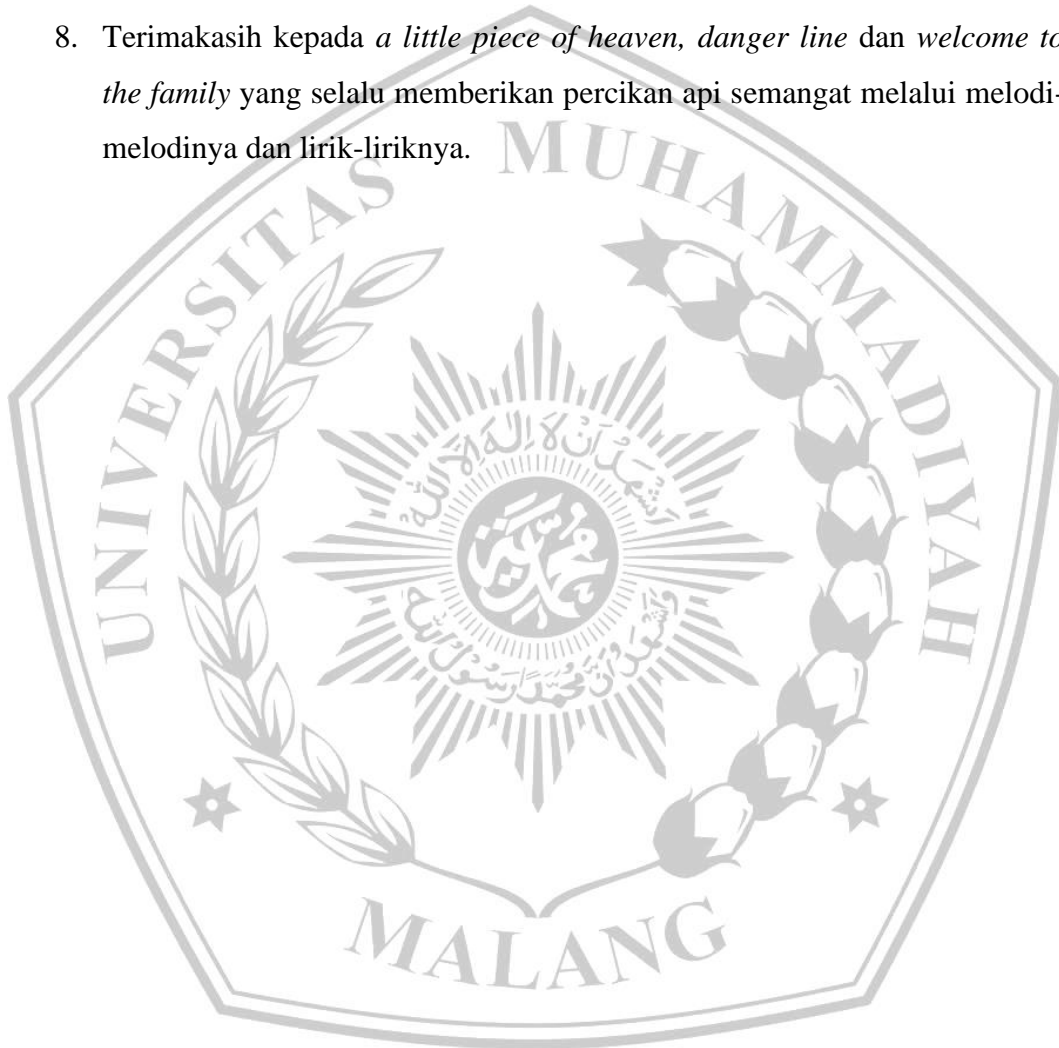 8. Terimakasih kepada a little piece of heaven, danger line dan welcome to
the family yang selalu memberikan percikan api semangat melalui melodi-
melodinya dan lirik-liriknya.
UNIVERSITAS MUHAMMADIYAH
MALANG